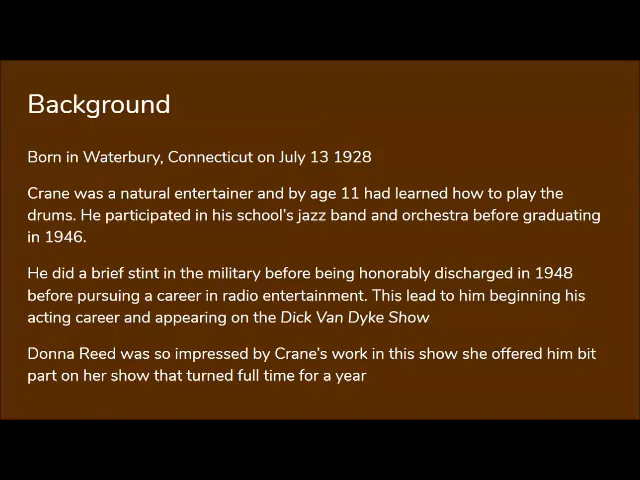 Background
Born in Waterbury, Connecticut on July 13 1928
Crane was a natural entertainer and by age 11 had learned how to play the
drums. He participated in his school's jazz band and orchestra before graduating
in 1946.
He did a brief stint in the military before being honorably discharged in 1948
before pursuing a career in radio entertainment. This lead to him beginning his
acting career and appearing on the Dick Van Dyke Show
Donna Reed was so impressed by Crane's work in this show she offered him bit
part on her show that turned full time for a year